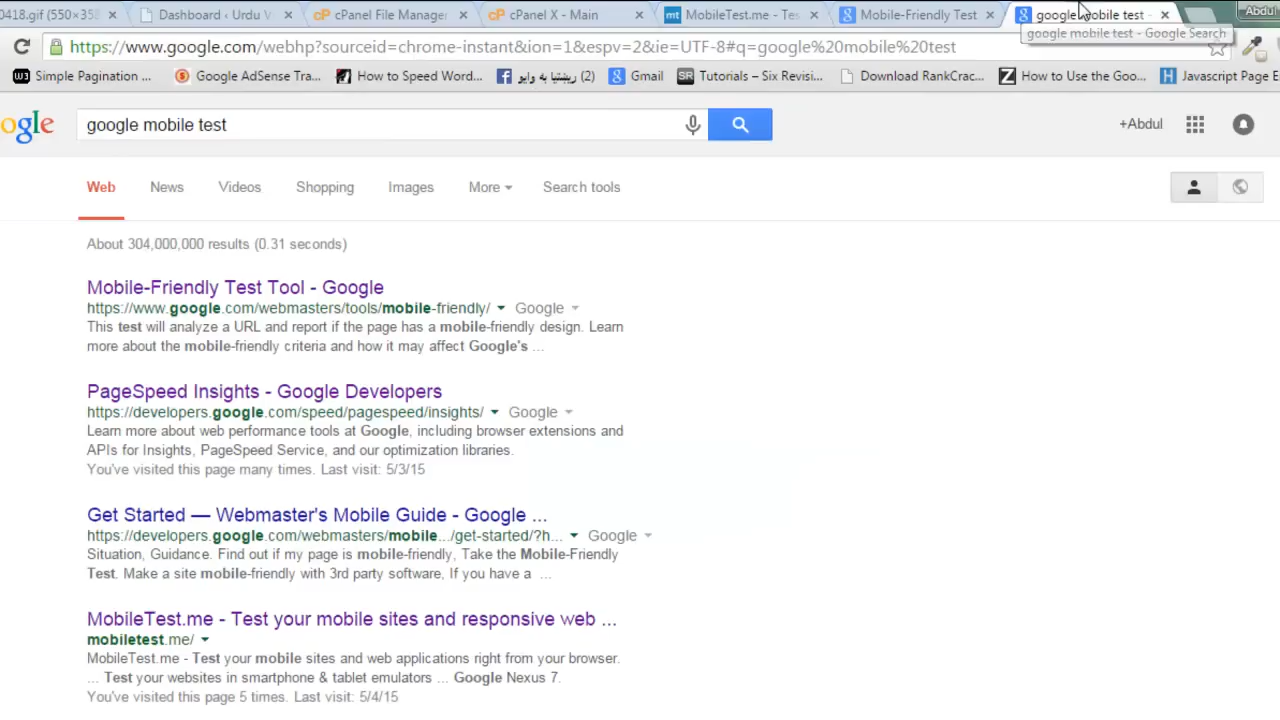 0418.gif (550×358
Dashboard ‹ Urdu V
cPanel File Manager
cPanel X - Main
MobileTest.me - Tes
Mobile-Friendly Test
google mobile test -
Abdul
https://www.google.com/webhp?sourceid=chrome-instant&ion=1&espv=2&ie=UTF-8#q=google%20mobile%20test
google mobile test - Google Search
W3 Simple Pagination ...
Google AdSense Tra...
How to Speed Word...
(2) ریښتیا به وایو
Gmail
SR Tutorials – Six Revisi...
Download RankCrac...
How to Use the Goo...
Javascript Page E
ogle
google mobile test
+Abdul
Web News Videos Shopping Images More Search tools
About 304,000,000 results (0.31 seconds)
Mobile-Friendly Test Tool - Google
https://www.google.com/webmasters/tools/mobile-friendly/ Google
This test will analyze a URL and report if the page has a mobile-friendly design. Learn
more about the mobile-friendly criteria and how it may affect Google's ...
PageSpeed Insights - Google Developers
https://developers.google.com/speed/pagespeed/insights/ Google
Learn more about web performance tools at Google, including browser extensions and
APIs for Insights, PageSpeed Service, and our optimization libraries.
You've visited this page many times. Last visit: 5/3/15
Get Started — Webmaster's Mobile Guide - Google ...
https://developers.google.com/webmasters/mobile.../get-started/?h... Google
Situation, Guidance. Find out if my page is mobile-friendly, Take the Mobile-Friendly
Test. Make a site mobile-friendly with 3rd party software, If you have a ...
MobileTest.me - Test your mobile sites and responsive web ...
mobiletest.me/
MobileTest.me - Test your mobile sites and web applications right from your browser.
... Test your websites in smartphone & tablet emulators ... Google Nexus 7.
You've visited this page 5 times. Last visit: 5/4/15